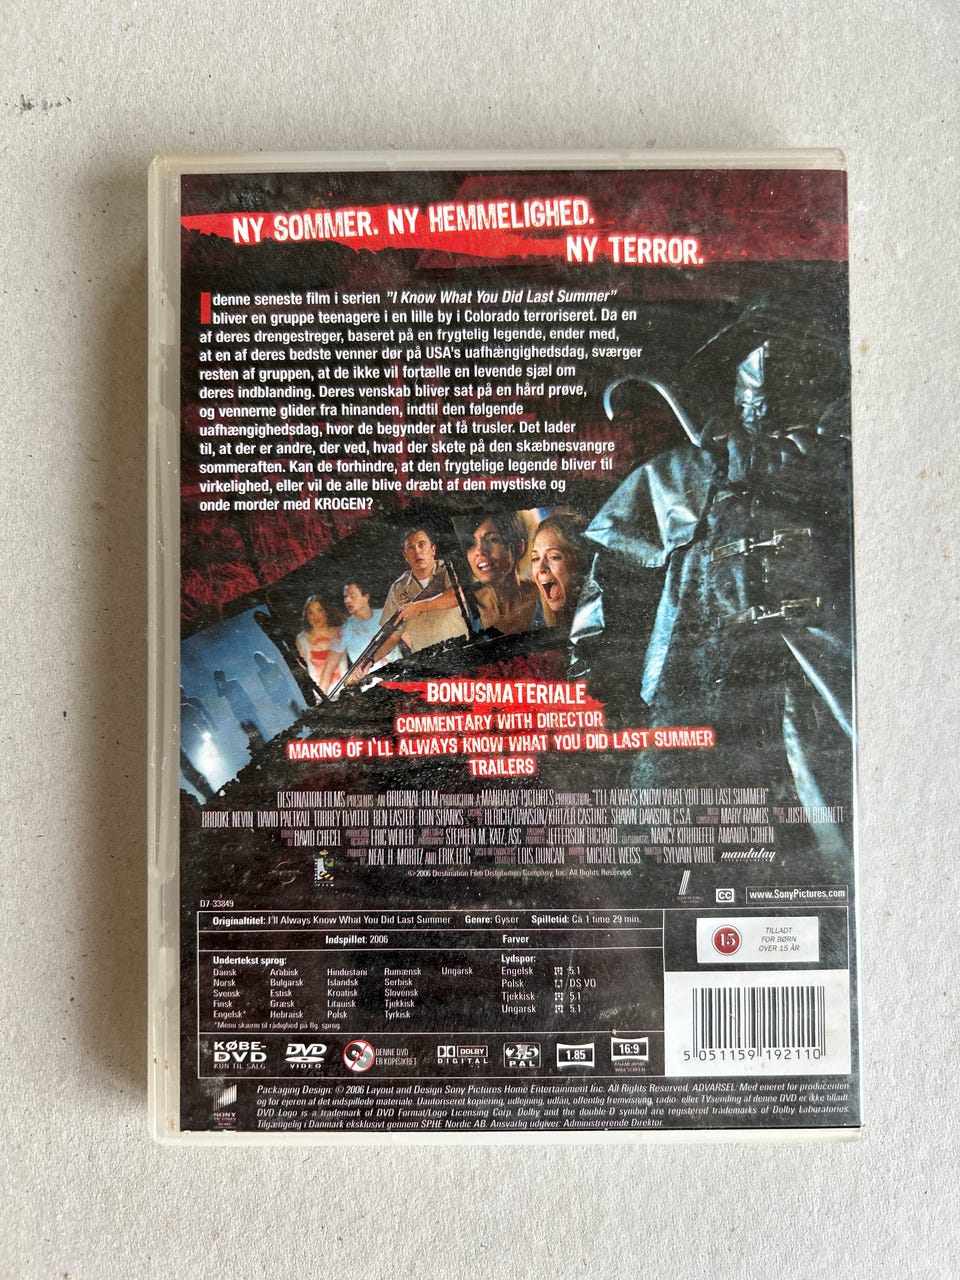 NY SOMMER. NY HEMMELIGHED.
NY TERROR.
I denne seneste film i serien "I Know What You Did Last Summer"
bliver en gruppe teenagere i en lille by i Colorado terroriseret. Da en
af deres drengestreger, baseret på en frygtelig legende, ender med,
at en af deres bedste venner dør på USA's uafhængighedsdag, sværger
resten af gruppen, at de ikke vil fortælle en levende sjæl om
deres indblanding. Deres venskab bliver sat på en hård prøve,
og vennerne glider fra hinanden, indtil den følgende
uafhængighedsdag, hvor de begynder at få trusler. Det lader
til, at der er andre, der ved, hvad der skete på den skæbnesvangre
sommeraften. Kan de forhindre, at den frygtelige legende bliver til
virkelighed, eller vil de alle blive dræbt af den mystiske og
onde morder med KROGEN?
BONUSMATERIALE
COMMENTARY WITH DIRECTOR
MAKING OF I'LL ALWAYS KNOW WHAT YOU DID LAST SUMMER
TRAILERS
DESTINATION FILMS PRESENTS AN ORIGINAL FILM PRODUCTION A MANDALAY PICTURES PRODUCTION "I'LL ALWAYS KNOW WHAT YOU DID LAST SUMMER"
BROOKE NEVIN DAVID PAETKAU TORREY DEVITTO BEN EASTER DON SHANKS CASTING BY ULRICH/DAWSON/KRITZER CASTING SHAWN DAWSON, C.S.A. MARY RAMOS JUSTIN BURNETT
DAVID CHECEL ERIC WEILER STEPHEN M. KATZ, ASC JEFFERSON RICHARD NANCY KIRHOFFER AMANDA COHEN
NEAL H. MORITZ AND ERIK FEIG LOIS DUNCAN MICHAEL WEISS SYLVAIN WHITE mandalay
© 2006 Destination Film Distribution Company, Inc. All Rights Reserved.
CC www.SonyPictures.com
D7-33849
Originaltitel: I'll Always Know What You Did Last Summer Genre: Gyser Spilletid: Ca 1 time 29 min.
Indspillet: 2006 Farver
Undertekst sprog: Lydspor:
Dansk Arabisk Hindustani Rumænsk Ungarsk Engelsk 5.1
Norsk Bulgarsk Islandsk Serbisk Polsk DS VO
Svensk Estisk Kroatisk Slovensk Tjekkisk 5.1
Finsk Græsk Litauisk Tjekkisk Ungarsk 5.1
Engelsk* Hebraisk Polsk Tyrkisk
*Menu skærm til rådighed på flg. sprog.
15 TILLADT
FOR BØRN
OVER 15 ÅR
5 051159 192110
KØBE-
DVD
KUN TIL SALG
DVD
VIDEO
DENNE DVD
ER KOPISIKRET
DOLBY
DIGITAL
2,5
PAL
1.85
16:9
SONY
Packaging Design: © 2006 Layout and Design Sony Pictures Home Entertainment Inc. All Rights Reserved. ADVARSEL: Med eneret for producenten
og for ejeren af det indspillede materiale. Uautoriseret kopiering, udlejning, udlån, offentlig fremvisning, radio- eller TVsending af denne DVD er ikke tilladt.
DVD Logo is a trademark of DVD Format/Logo Licensing Corp. Dolby and the double-D symbol are registered trademarks of Dolby Laboratories.
Tilgængelig i Danmark eksklusivt gennem SPHE Nordic AB. Ansvarlig udgiver: Administrerende Direktør.